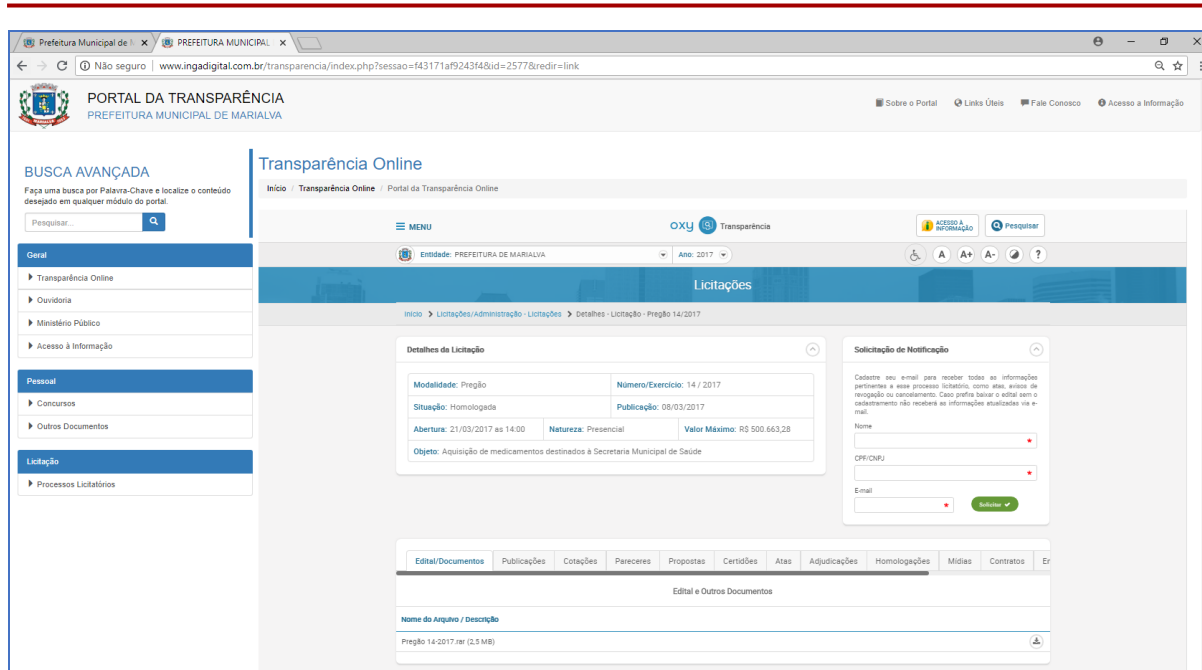 Prefeitura Municipal de M
PREFEITURA MUNICIPAL
Não seguro | www.ingadigital.com.br/transparencia/index.php?sessao=f43171af9243f4&id=2577&redir=link
PORTAL DA TRANSPARÊNCIA
PREFEITURA MUNICIPAL DE MARIALVA
Sobre o Portal
Links Úteis
Fale Conosco
Acesso a Informação
BUSCA AVANÇADA
Faça uma busca por Palavra-Chave e localize o conteúdo
desejado em qualquer módulo do portal.
Pesquisar...
Geral
Transparência Online
Ouvidoria
Ministério Público
Acesso à Informação
Pessoal
Concursos
Outros Documentos
Licitação
Processos Licitatórios
Transparência Online
Início / Transparência Online / Portal da Transparência Online
MENU
oxy Transparência
ACESSO À
INFORMAÇÃO
Pesquisar
Entidade: PREFEITURA DE MARIALVA
Ano: 2017
A A+ A- ?
Licitações
Início > Licitações/Administração - Licitações > Detalhes - Licitação - Pregão 14/2017
Detalhes da Licitação
Modalidade: Pregão
Número/Exercício: 14 / 2017
Situação: Homologada
Publicação: 08/03/2017
Abertura: 21/03/2017 as 14:00
Natureza: Presencial
Valor Máximo: R$ 500.663,28
Objeto: Aquisição de medicamentos destinados à Secretaria Municipal de Saúde
Solicitação de Notificação
Cadastre seu e-mail para receber todas as informações
pertinentes a esse processo licitatório, como atas, avisos de
revogação ou cancelamento. Caso prefira baixar o edital sem o
cadastramento não receberá as informações atualizadas via e-
mail.
Nome
*
CPF/CNPJ
*
E-mail
*
Solicitar
Edital/Documentos
Publicações
Cotações
Pareceres
Propostas
Certidões
Atas
Adjudicações
Homologações
Mídias
Contratos
Er
Edital e Outros Documentos
Nome do Arquivo / Descrição
Pregão 14-2017.rar (2,5 MB)